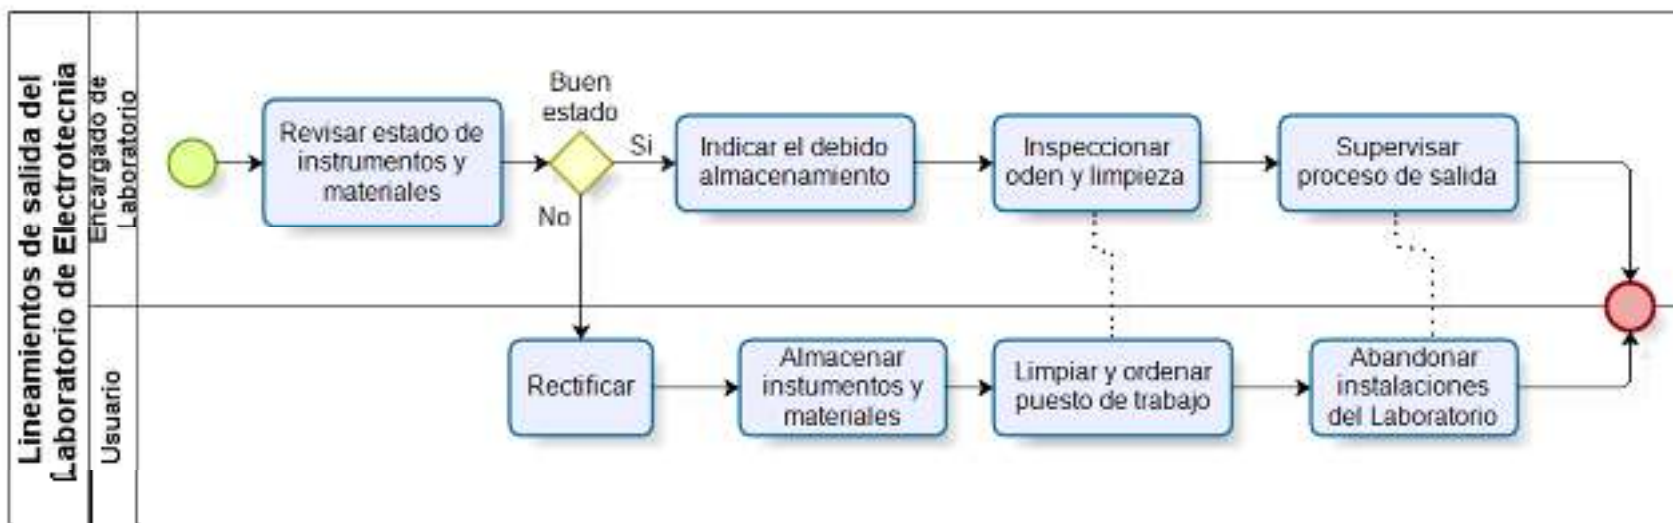 Lineamientos de salida del
Laboratorio de Electrotecnia
Encargado de
Laboratorio
Revisar estado de
instrumentos y
materiales
Buen
estado
Si
No
Indicar el debido
almacenamiento
Inspeccionar
oden y limpieza
Supervisar
proceso de salida
Usuario
Rectificar
Almacenar
instumentos y
materiales
Limpiar y ordenar
puesto de trabajo
Abandonar
instalaciones
del Laboratorio